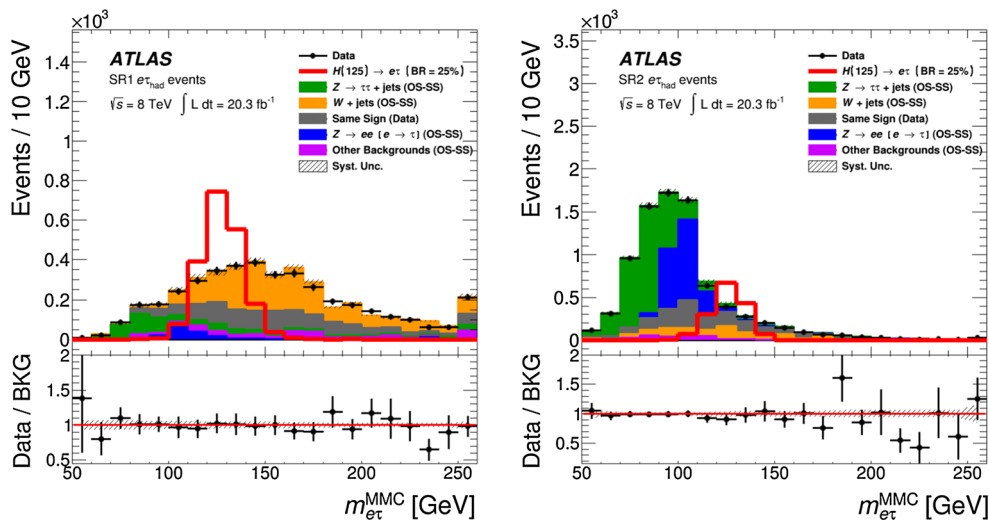 ×10³
ATLAS
SR1 eτhad events
√s = 8 TeV ∫ L dt = 20.3 fb⁻¹
Data
H(125) → eτ (BR = 25%)
Z → ττ + jets (OS-SS)
W + jets (OS-SS)
Same Sign (Data)
Z → ee [e → τ] (OS-SS)
Other Backgrounds (OS-SS)
Syst. Unc.
Events / 10 GeV
1.4
1.2
1
0.8
0.6
0.4
0.2
0
Data / BKG
2
1.5
1.0
0.5
50 100 150 200 250
m_eτ^MMC [GeV]
×10³
ATLAS
SR2 eτhad events
√s = 8 TeV ∫ L dt = 20.3 fb⁻¹
Data
H(125) → eτ (BR = 25%)
Z → ττ + jets (OS-SS)
W + jets (OS-SS)
Same Sign (Data)
Z → ee [e → τ] (OS-SS)
Other Backgrounds (OS-SS)
Syst. Unc.
Events / 10 GeV
3.5
3
2.5
2
1.5
1
0.5
0
Data / BKG
2
1.5
1.0
0.5
50 100 150 200 250
m_eτ^MMC [GeV]